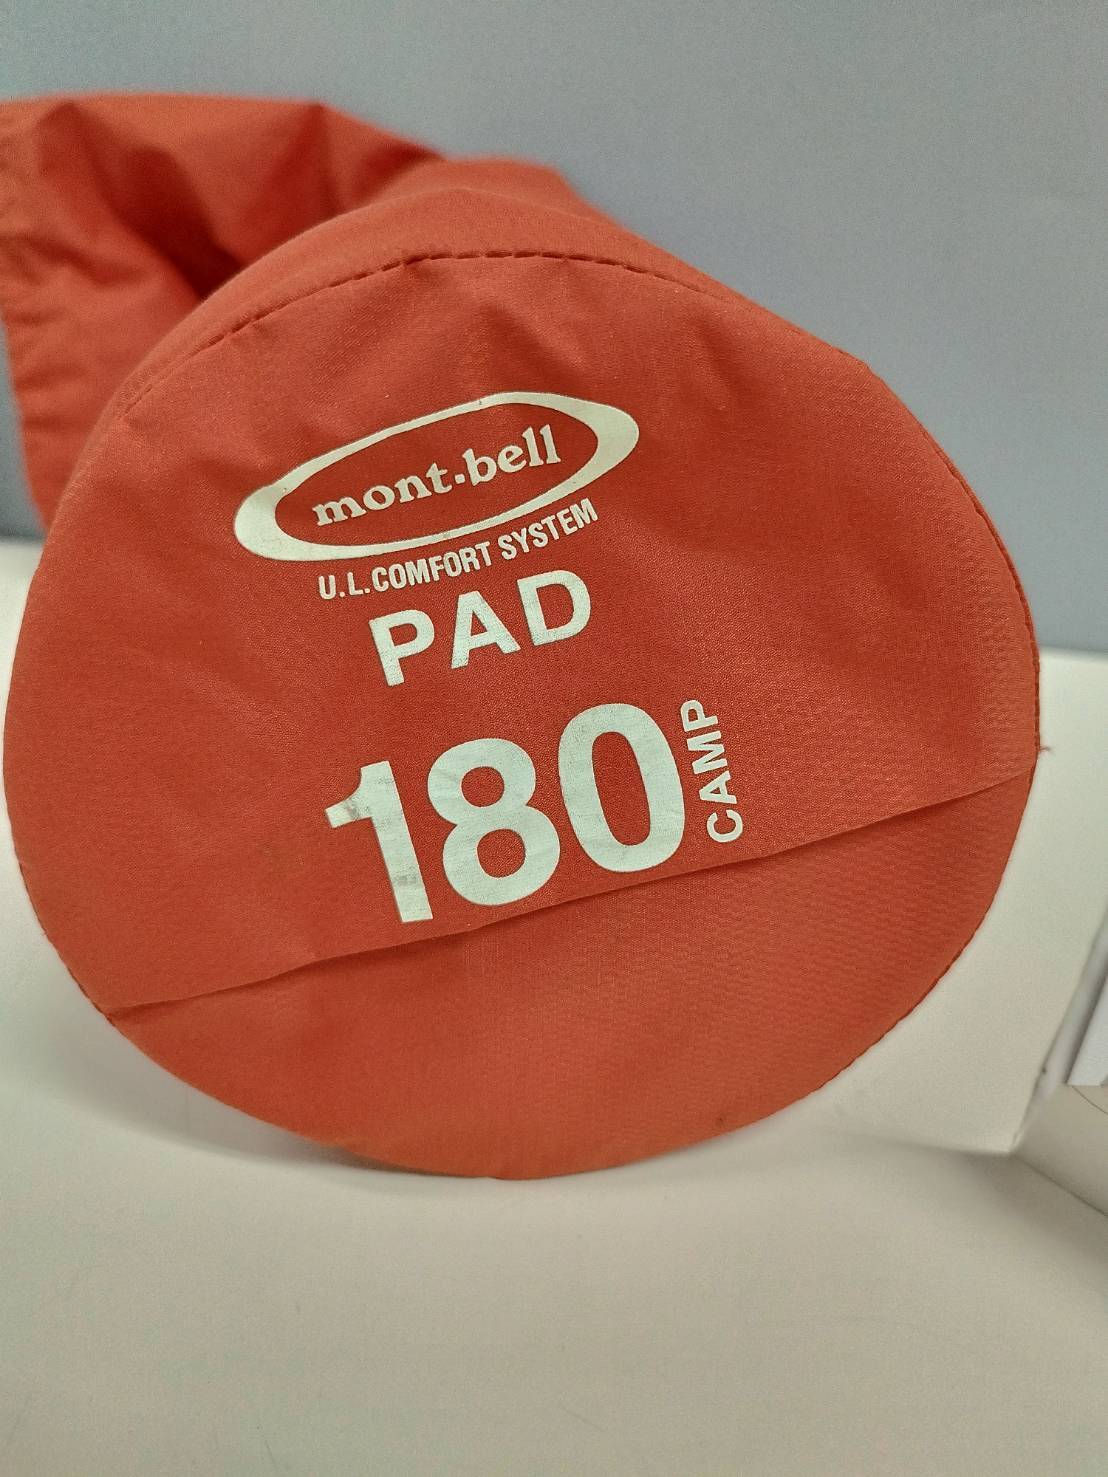 mont-bell
U.L.COMFORT SYSTEM
PAD
180
CAMP